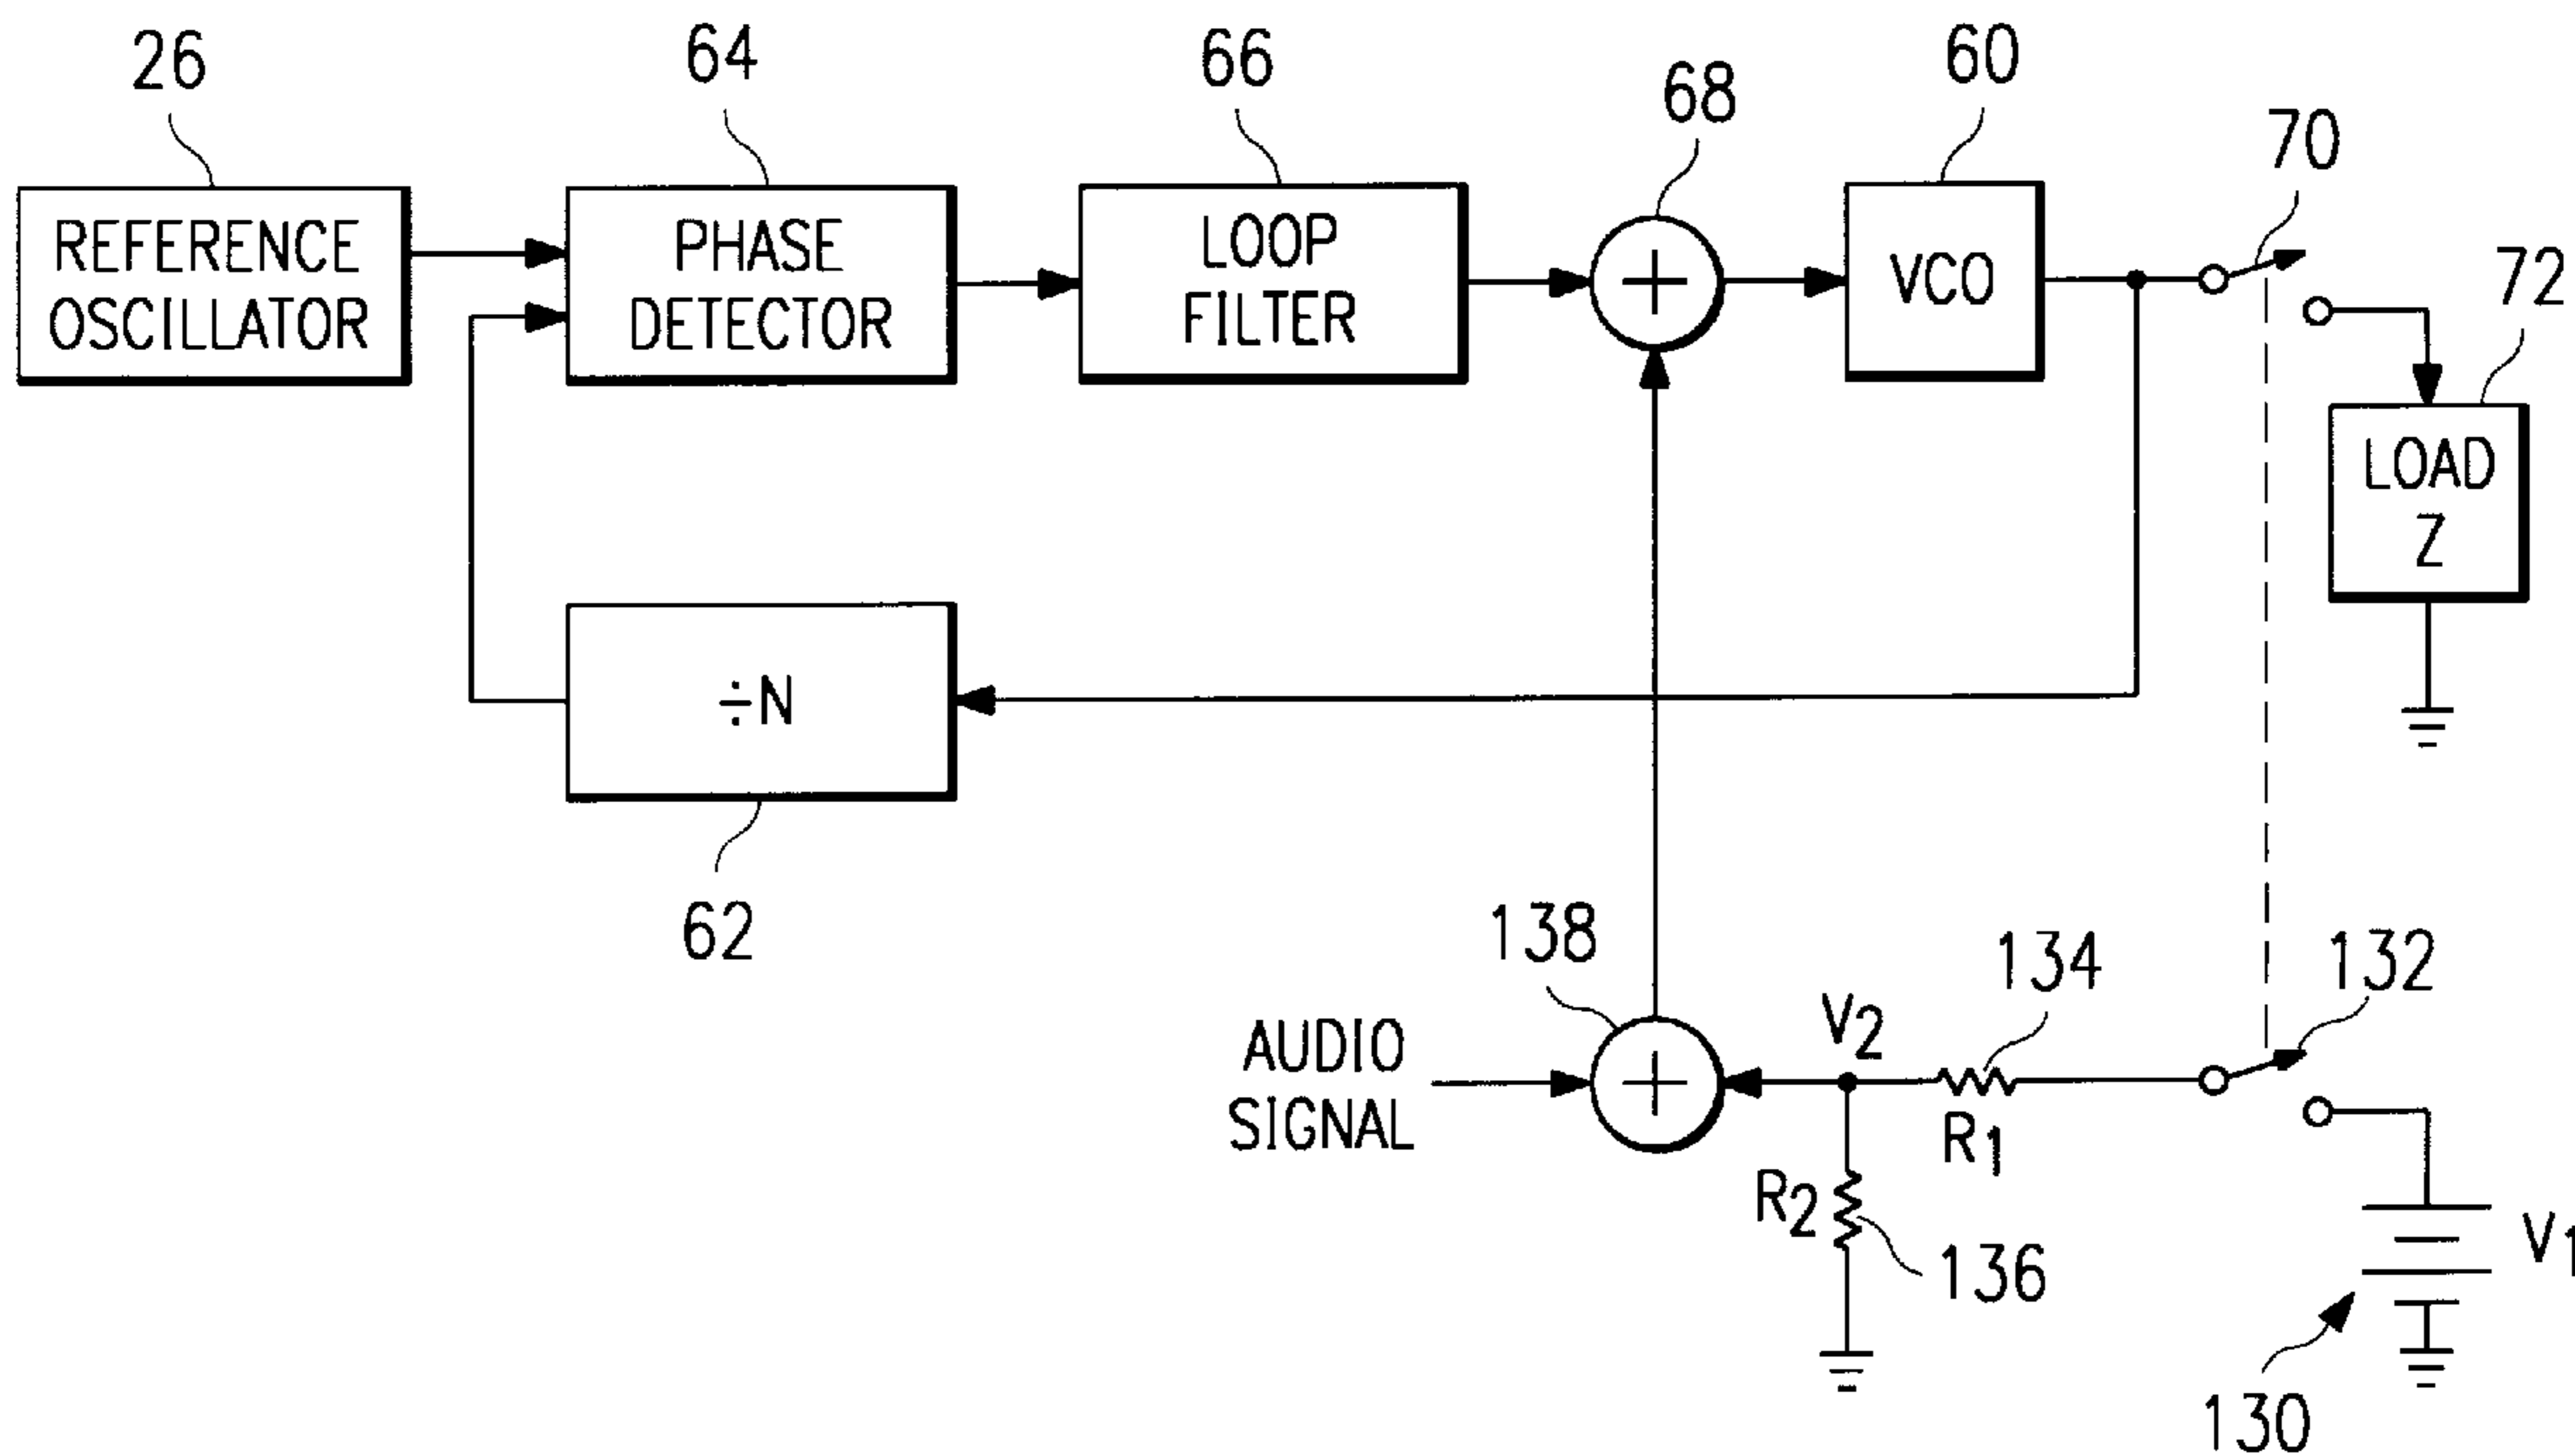 26
64
66
68
60
70
REFERENCE
OSCILLATOR
PHASE
DETECTOR
LOOP
FILTER
VCO
72
LOAD
Z
÷N
62
138
134
132
V2
AUDIO
SIGNAL
R1
R2
136
V1
130